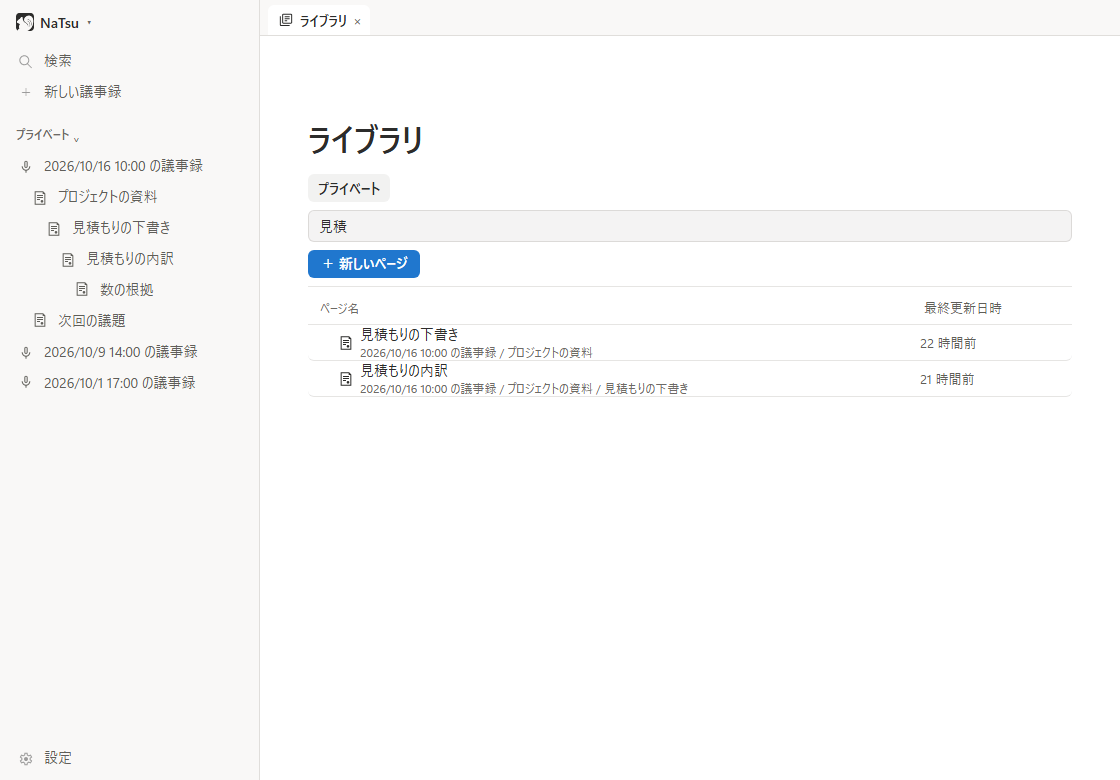 NaTsu
検索
新しい議事録
プライベート
2026/10/16 10:00 の議事録
プロジェクトの資料
見積もりの下書き
見積もりの内訳
数の根拠
次回の議題
2026/10/9 14:00 の議事録
2026/10/1 17:00 の議事録
設定
ライブラリ ×
ライブラリ
プライベート
見積
+ 新しいページ
ページ名 最終更新日時
見積もりの下書き
2026/10/16 10:00 の議事録 / プロジェクトの資料
22 時間前
見積もりの内訳
2026/10/16 10:00 の議事録 / プロジェクトの資料 / 見積もりの下書き
21 時間前